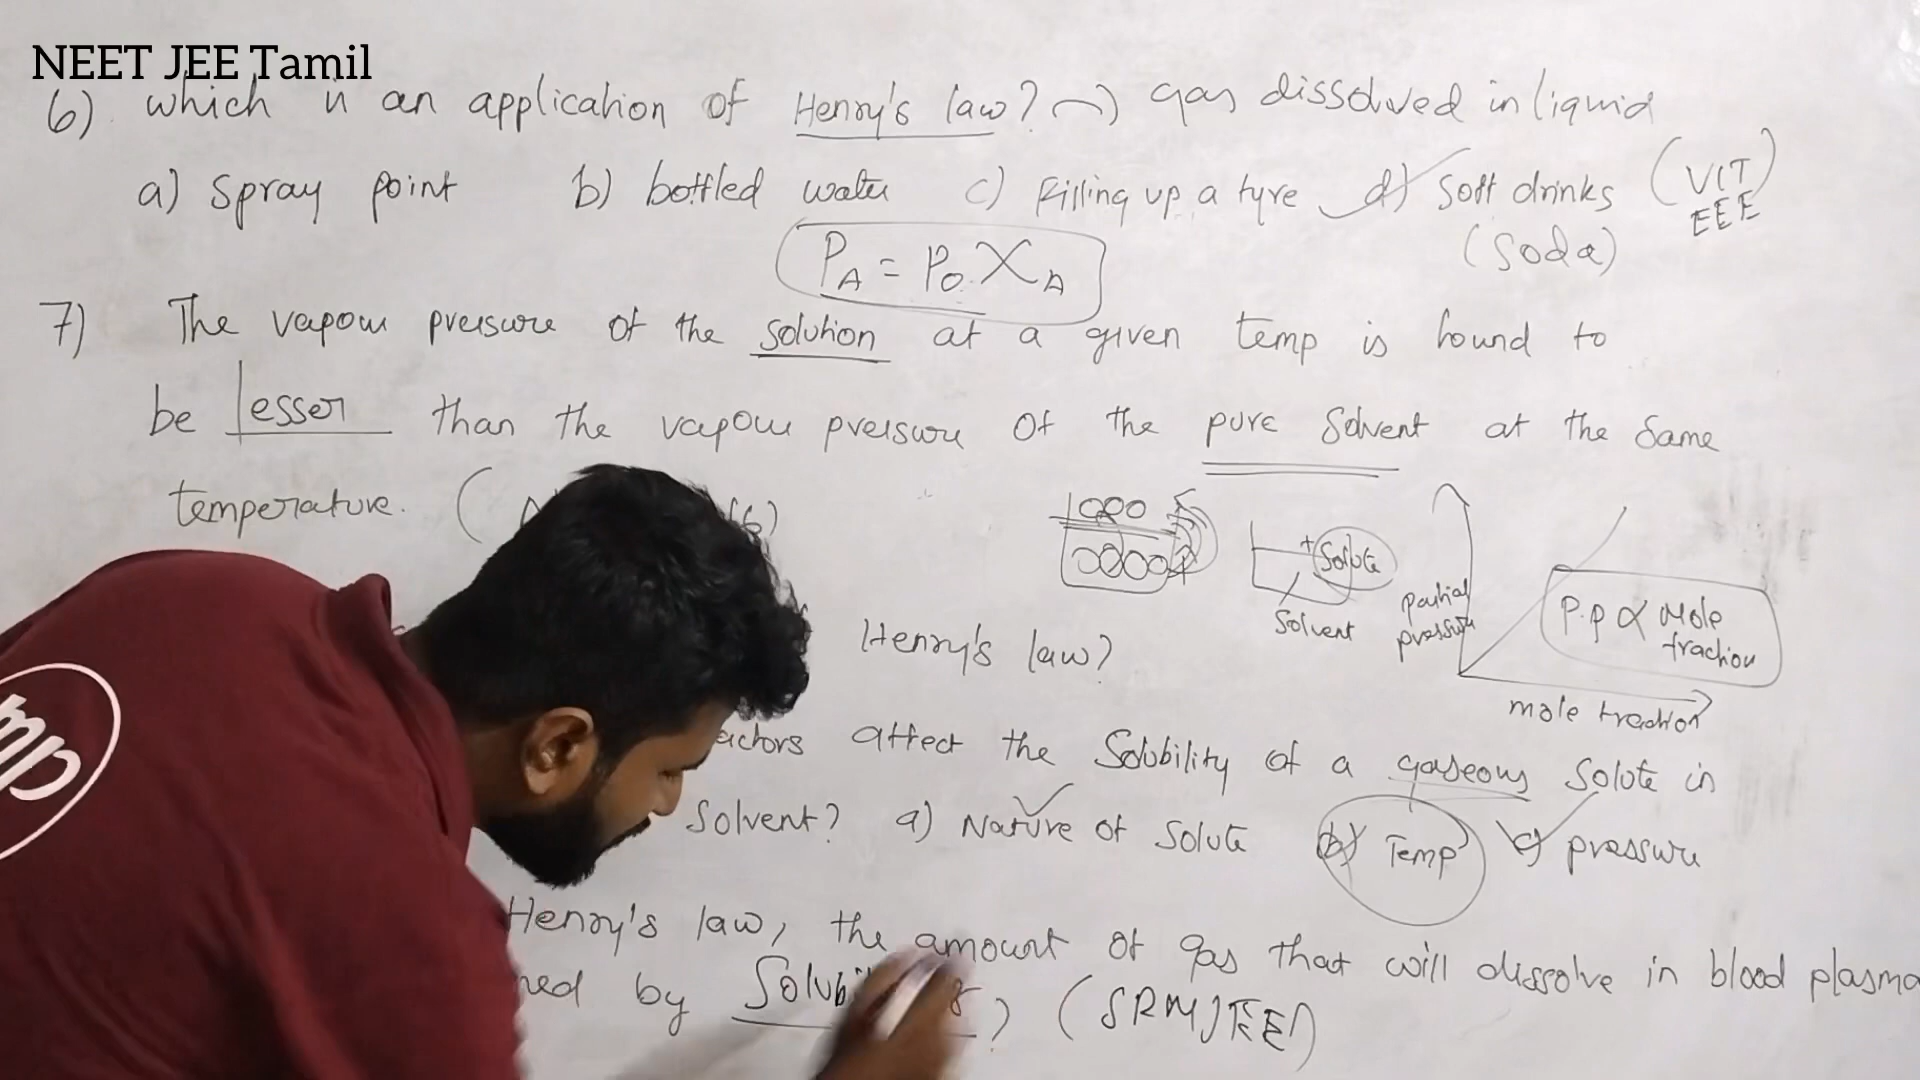 NEET JEE Tamil
6) which is an application of Henry's law? → gas dissolved in liquid
a) Spray point b) bottled water c) Filling up a tyre d) Soft drinks (VIT EEE
(Soda)
PA = P0 XA
7) The vapour pressure of the solution at a given temp is found to
be lesser than the vapour pressure of the pure Solvent at the same
temperature. (
+ Solute
Solvent
partial
pressure
P.p ∝ Mole
fraction
mole fraction
Henry's law?
actors affect the Solubility of a gaseous Solute in
Solvent? a) Nature of Solute (b) Temp c) pressure
Henry's law, the amount of gas that will dissolve in blood plasma
ned by Solubi ) (SRMJEE)